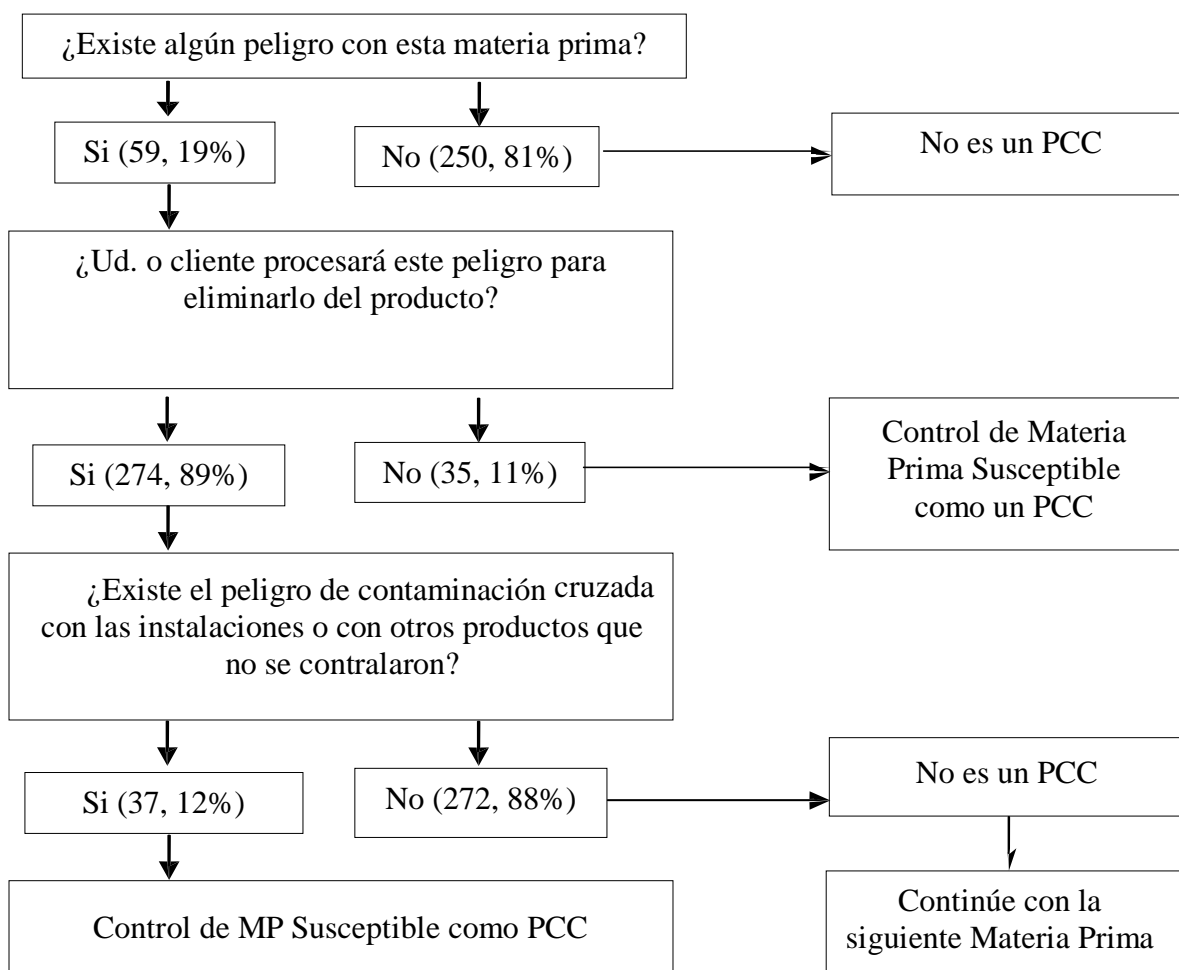 ¿Existe algún peligro con esta materia prima?
Si (59, 19%)
No (250, 81%)
No es un PCC
¿Ud. o cliente procesará este peligro para
eliminarlo del producto?
Si (274, 89%)
No (35, 11%)
Control de Materia
Prima Susceptible
como un PCC
¿Existe el peligro de contaminación cruzada
con las instalaciones o con otros productos que
no se contralaron?
Si (37, 12%)
No (272, 88%)
No es un PCC
Control de MP Susceptible como PCC
Continúe con la
siguiente Materia Prima